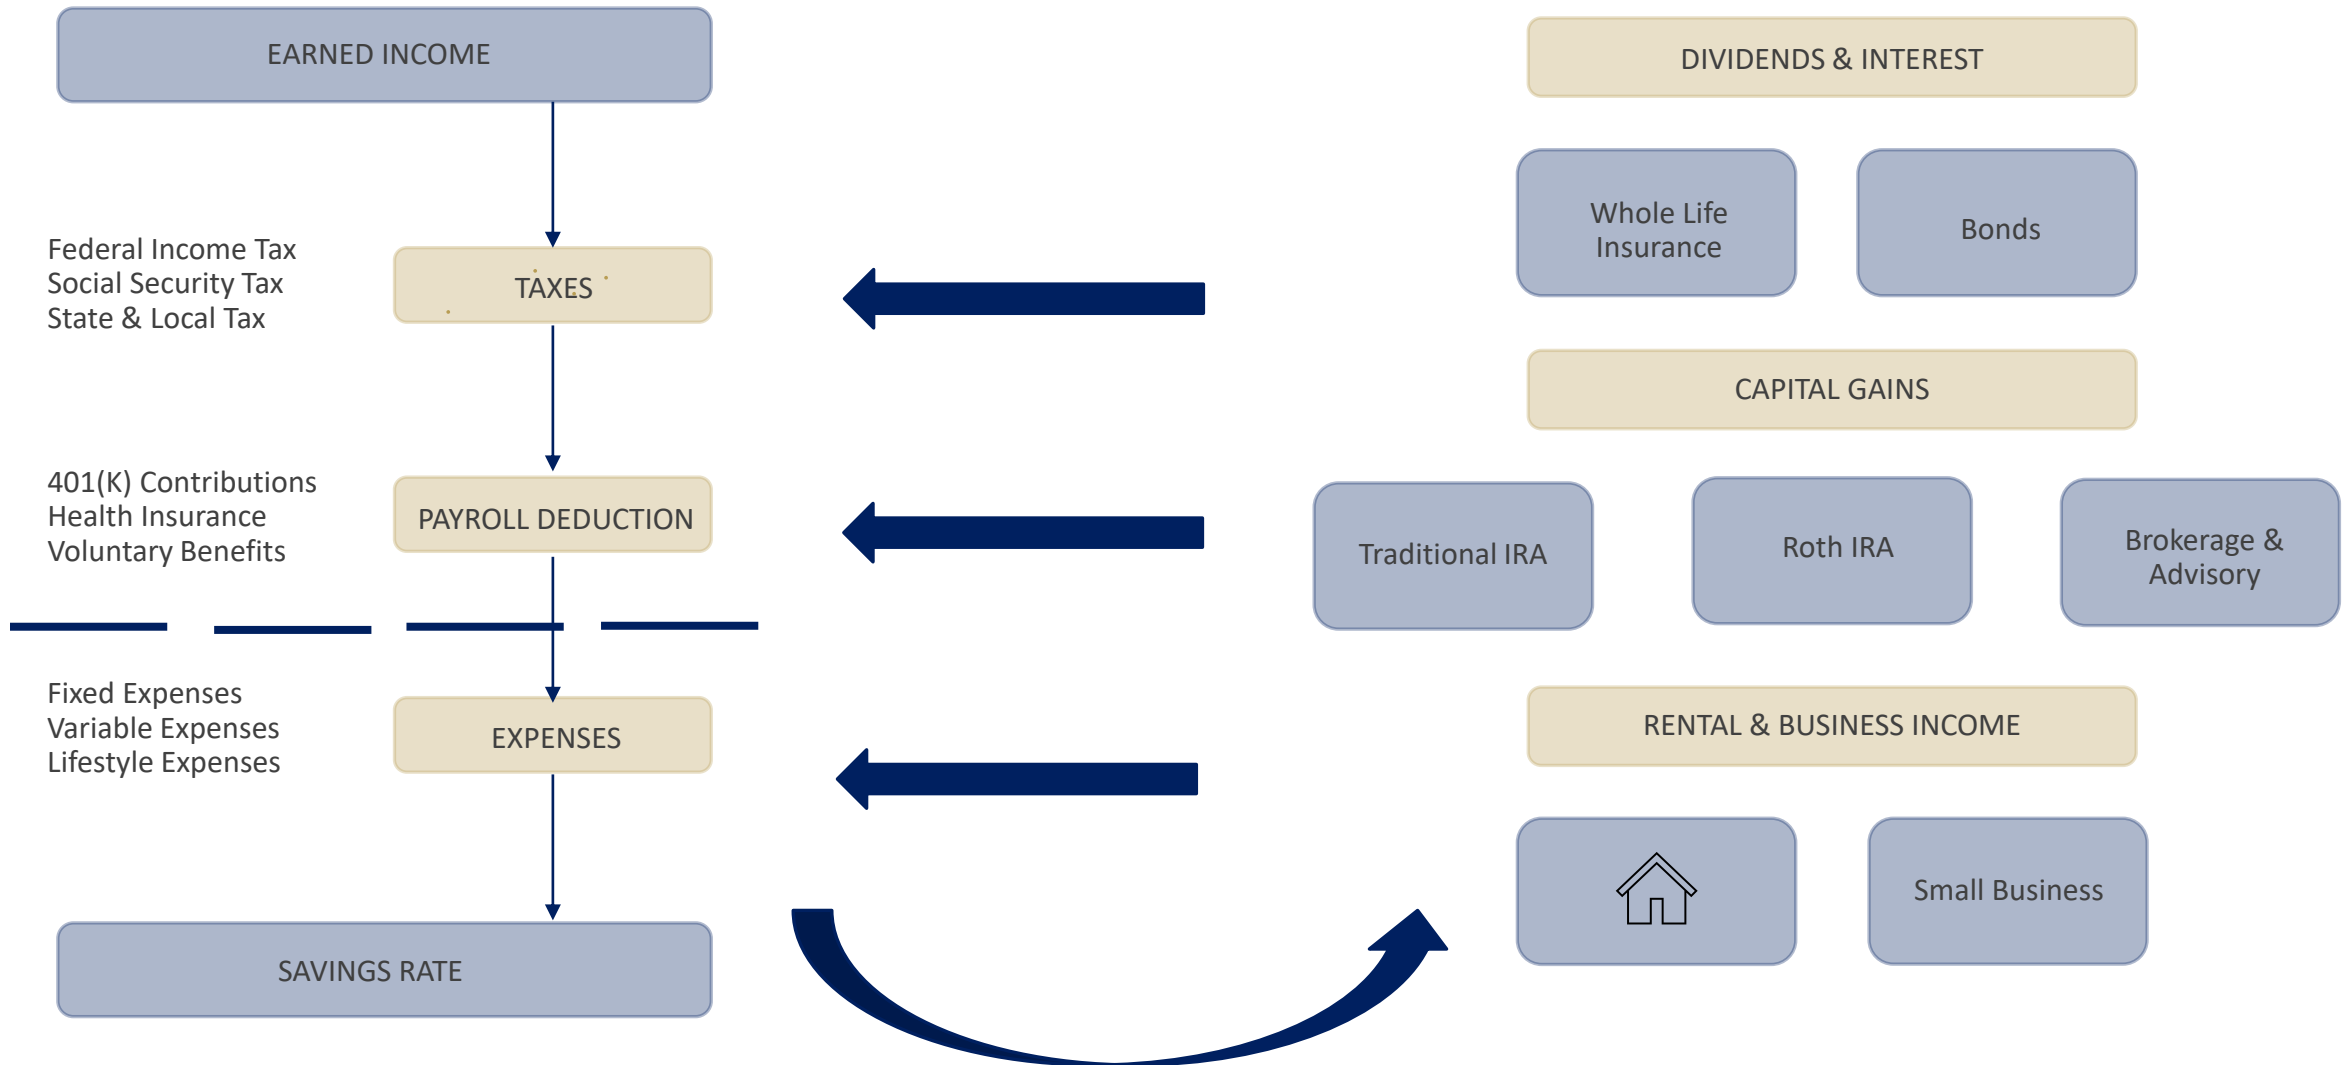 EARNED INCOME
Federal Income Tax
Social Security Tax
State & Local Tax
TAXES
401(K) Contributions
Health Insurance
Voluntary Benefits
PAYROLL DEDUCTION
Fixed Expenses
Variable Expenses
Lifestyle Expenses
EXPENSES
SAVINGS RATE
DIVIDENDS & INTEREST
Whole Life
Insurance
Bonds
CAPITAL GAINS
Traditional IRA
Roth IRA
Brokerage &
Advisory
RENTAL & BUSINESS INCOME
Small Business